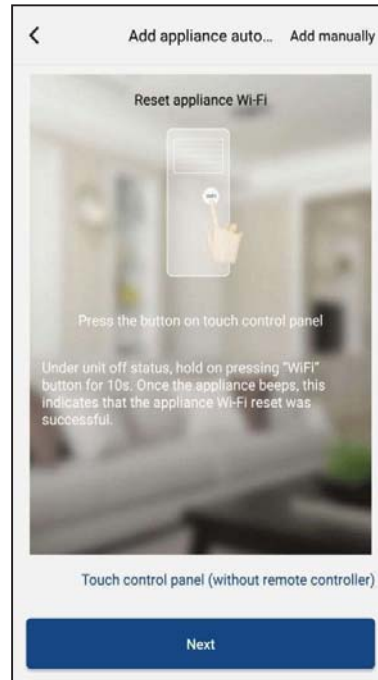 Add appliance auto... Add manually
Reset appliance Wi-Fi
WiFi
Press the button on touch control panel
Under unit off status, hold on pressing "WiFi"
button for 10s. Once the appliance beeps, this
indicates that the appliance Wi-Fi reset was
successful.
Touch control panel (without remote controller)
Next